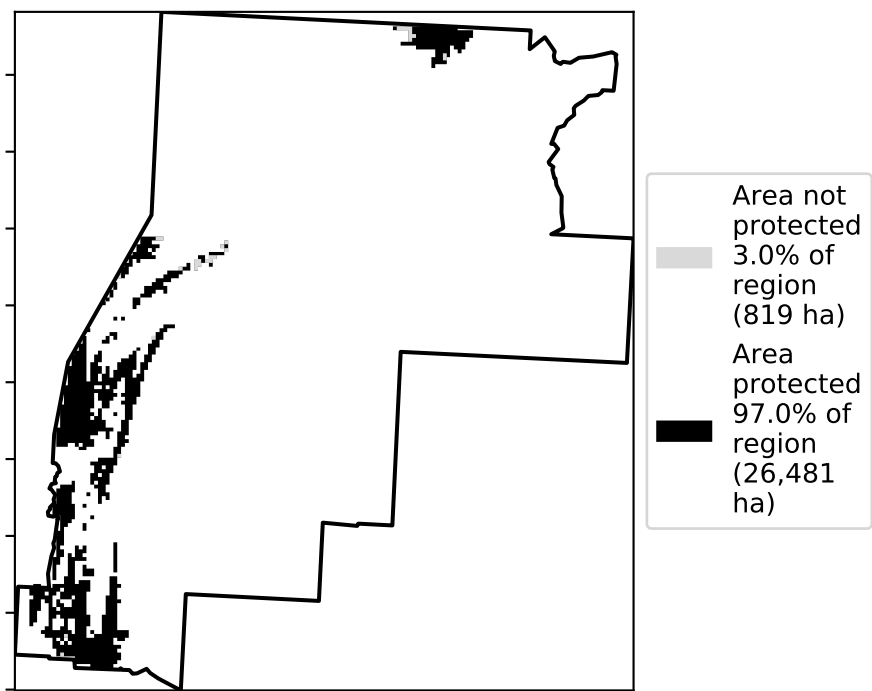 Area not
protected
3.0% of
region
(819 ha)
Area
protected
97.0% of
region
(26,481
ha)